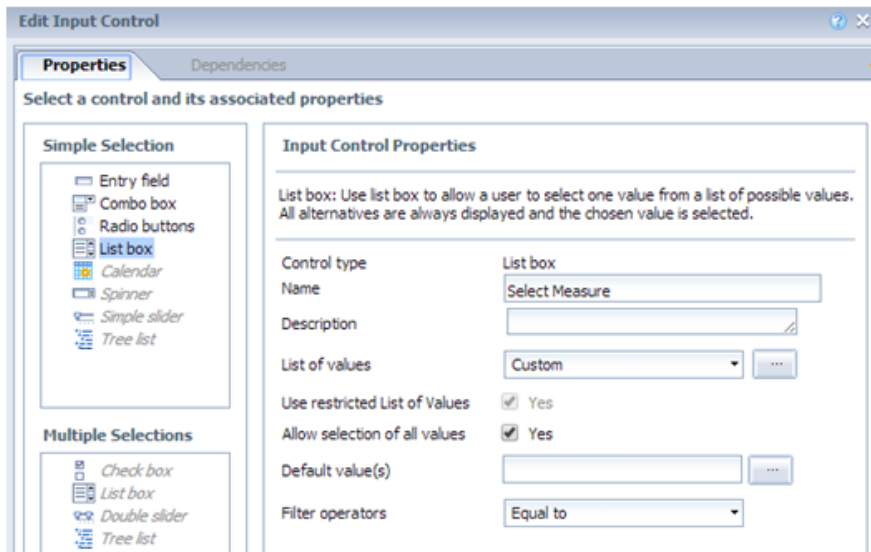 Edit Input Control
Properties
Dependencies
Select a control and its associated properties
Simple Selection
Entry field
Combo box
Radio buttons
List box
Calendar
Spinner
Simple slider
Tree list
Multiple Selections
Check box
List box
Double slider
Tree list
Input Control Properties
List box: Use list box to allow a user to select one value from a list of possible values.
All alternatives are always displayed and the chosen value is selected.
Control type List box
Name Select Measure
Description
List of values Custom ...
Use restricted List of Values Yes
Allow selection of all values Yes
Default value(s) ...
Filter operators Equal to